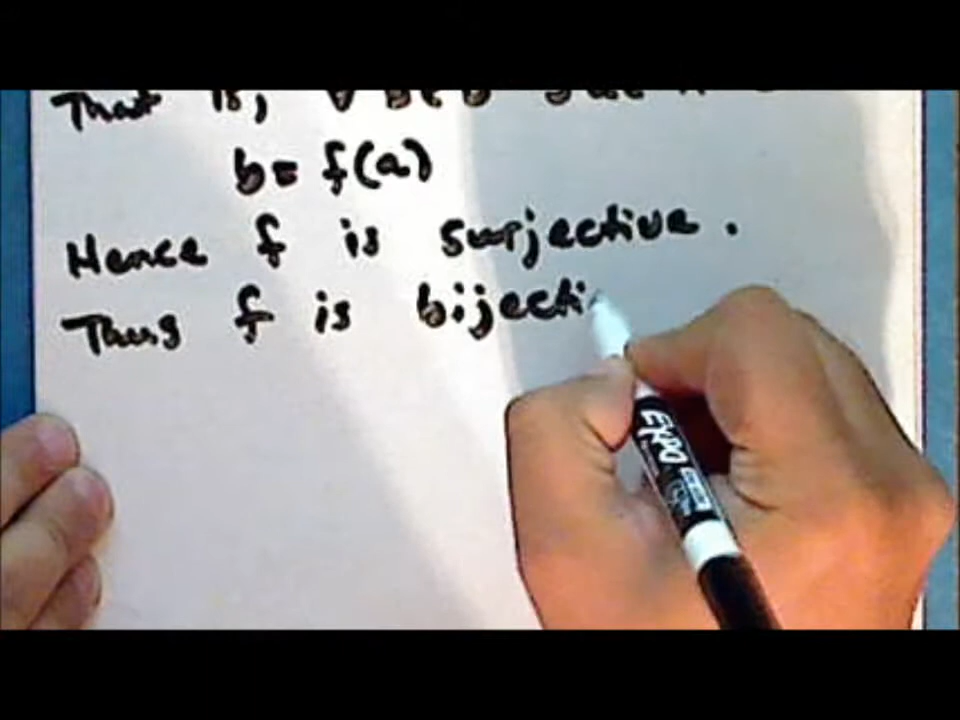 That is, ∀ b∈B
b= f(a)
Hence f is surjective.
Thus f is bijecti
EXPO